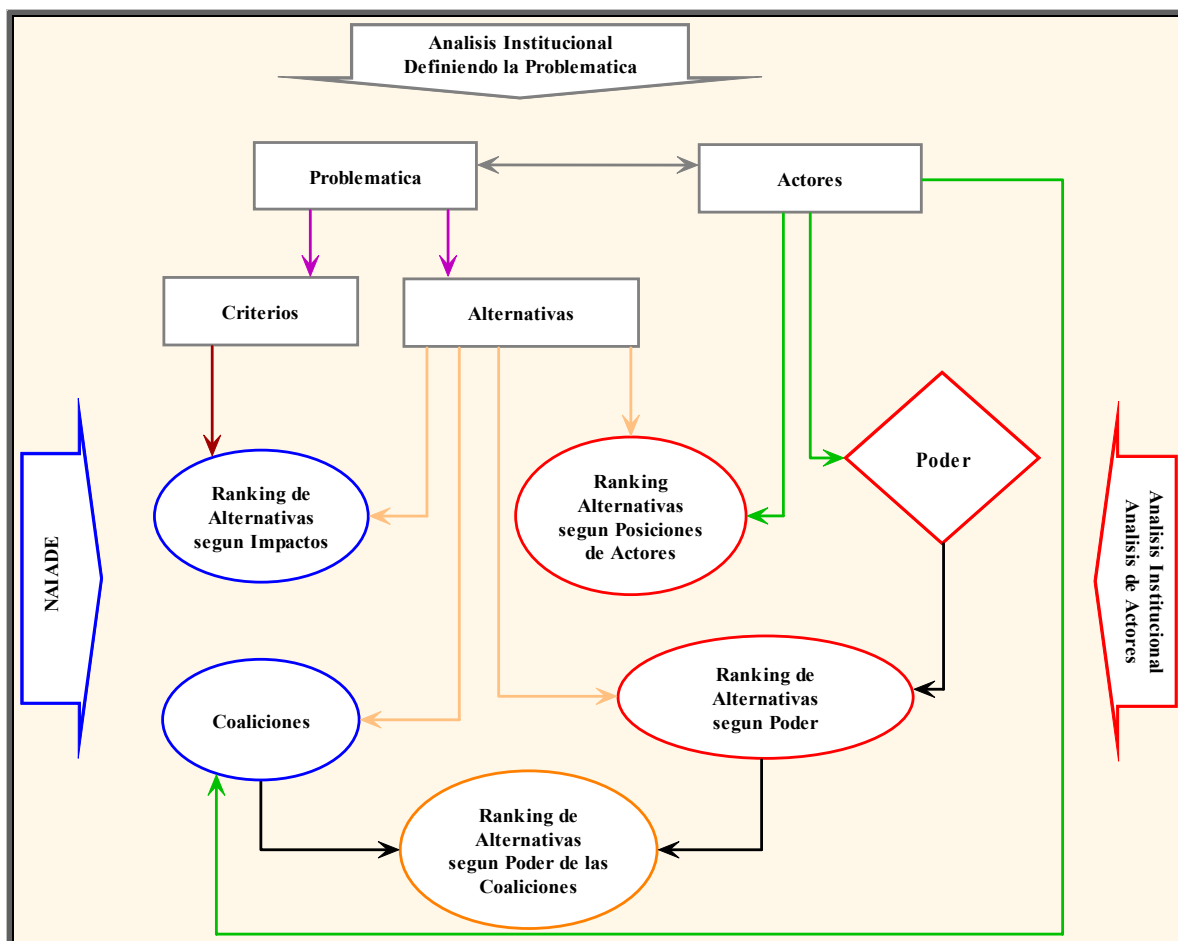 Analisis Institucional
Definiendo la Problematica
Problematica
Actores
Criterios
Alternativas
Poder
Ranking de
Alternativas
segun Impactos
Ranking
Alternativas
segun Posiciones
de Actores
NAIADE
Analisis Institucional
Analisis de Actores
Coaliciones
Ranking de
Alternativas
segun Poder
Ranking de
Alternativas
segun Poder de las
Coaliciones